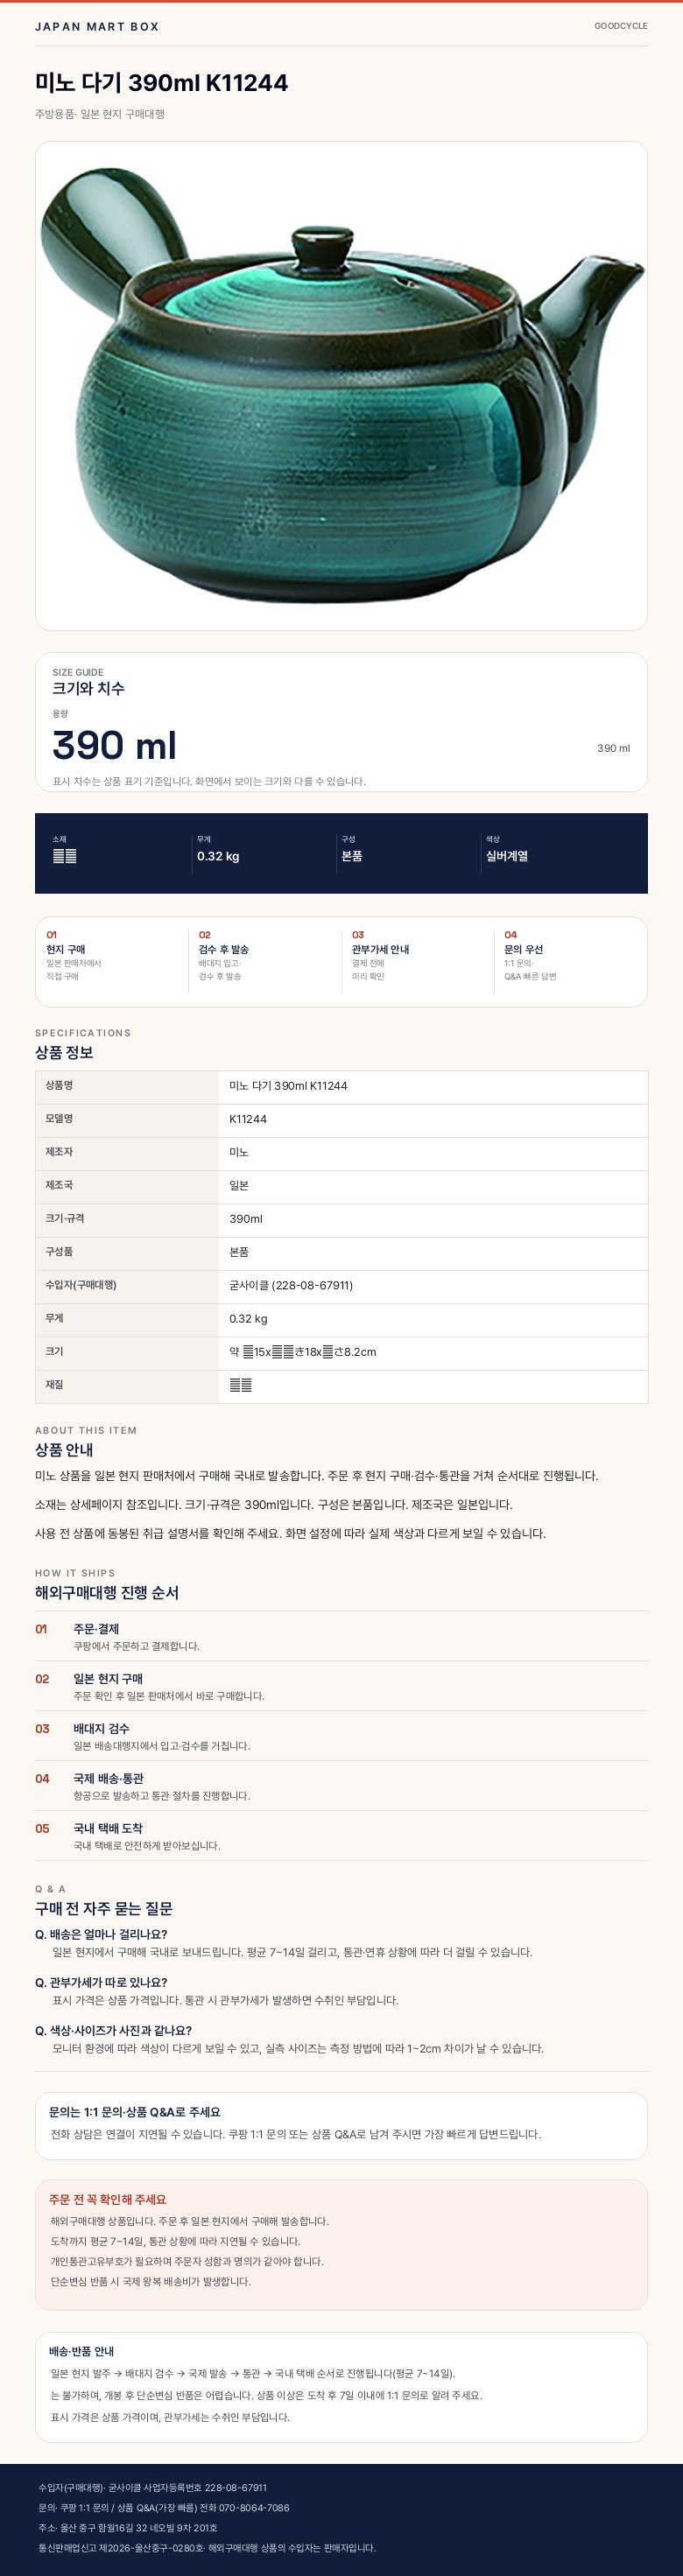 JAPAN MART BOX
GOODCYCLE
미노 다기 390ml K11244
주방용품· 일본 현지 구매대행
SIZE GUIDE
크기와 치수
용량
390 ml
390 ml
표시 치수는 상품 표기 기준입니다. 화면에서 보이는 크기와 다를 수 있습니다.
소재
무게
0.32 kg
구성
본품
색상
실버계열
01
현지 구매
일본 판매처에서
직접 구매
02
검수 후 발송
배대지 입고·
검수 후 발송
03
관부가세 안내
결제 전에
미리 확인
04
문의 우선
1:1 문의·
Q&A 빠른 답변
SPECIFICATIONS
상품 정보
상품명 미노 다기 390ml K11244
모델명 K11244
제조자 미노
제조국 일본
크기·규격 390ml
구성품 본품
수입자(구매대행) 굳사이클 (228-08-67911)
무게 0.32 kg
크기 약 15x き18x さ8.2cm
재질
ABOUT THIS ITEM
상품 안내
미노 상품을 일본 현지 판매처에서 구매해 국내로 발송합니다. 주문 후 현지 구매·검수·통관을 거쳐 순서대로 진행됩니다.
소재는 상세페이지 참조입니다. 크기·규격은 390ml입니다. 구성은 본품입니다. 제조국은 일본입니다.
사용 전 상품에 동봉된 취급 설명서를 확인해 주세요. 화면 설정에 따라 실제 색상과 다르게 보일 수 있습니다.
HOW IT SHIPS
해외구매대행 진행 순서
01 주문·결제
쿠팡에서 주문하고 결제합니다.
02 일본 현지 구매
주문 확인 후 일본 판매처에서 바로 구매합니다.
03 배대지 검수
일본 배송대행지에서 입고·검수를 거칩니다.
04 국제 배송·통관
항공으로 발송하고 통관 절차를 진행합니다.
05 국내 택배 도착
국내 택배로 안전하게 받아보십니다.
Q & A
구매 전 자주 묻는 질문
Q. 배송은 얼마나 걸리나요?
일본 현지에서 구매해 국내로 보내드립니다. 평균 7~14일 걸리고, 통관·연휴 상황에 따라 더 걸릴 수 있습니다.
Q. 관부가세가 따로 있나요?
표시 가격은 상품 가격입니다. 통관 시 관부가세가 발생하면 수취인 부담입니다.
Q. 색상·사이즈가 사진과 같나요?
모니터 환경에 따라 색상이 다르게 보일 수 있고, 실측 사이즈는 측정 방법에 따라 1~2cm 차이가 날 수 있습니다.
문의는 1:1 문의·상품 Q&A로 주세요
전화 상담은 연결이 지연될 수 있습니다. 쿠팡 1:1 문의 또는 상품 Q&A로 남겨 주시면 가장 빠르게 답변드립니다.
주문 전 꼭 확인해 주세요
해외구매대행 상품입니다. 주문 후 일본 현지에서 구매해 발송합니다.
도착까지 평균 7~14일, 통관 상황에 따라 지연될 수 있습니다.
개인통관고유부호가 필요하며 주문자 성함과 명의가 같아야 합니다.
단순변심 반품 시 국제 왕복 배송비가 발생합니다.
배송·반품 안내
일본 현지 발주 → 배대지 검수 → 국제 발송 → 통관 → 국내 택배 순서로 진행됩니다(평균 7~14일).
는 불가하며, 개봉 후 단순변심 반품은 어렵습니다. 상품 이상은 도착 후 7일 이내에 1:1 문의로 알려 주세요.
표시 가격은 상품 가격이며, 관부가세는 수취인 부담입니다.
수입자(구매대행)· 굳사이클 사업자등록번호 228-08-67911
문의· 쿠팡 1:1 문의 / 상품 Q&A(가장 빠름) 전화 070-8064-7086
주소· 울산 중구 함월16길 32 네오빌 9차 201호
통신판매업신고 제2026-울산중구-0280호· 해외구매대행 상품의 수입자는 판매자입니다.